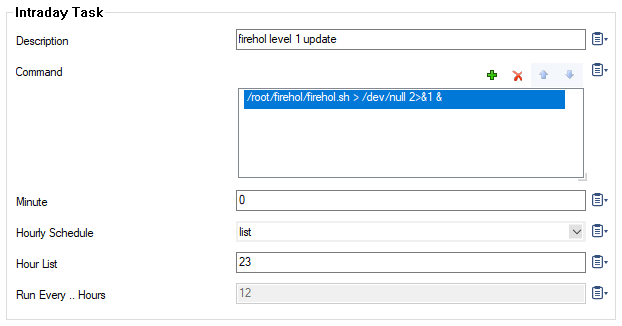 Intraday Task
Description
firehol level 1 update
Command
/root/firehol/firehol.sh > /dev/null 2>&1 &
Minute
0
Hourly Schedule
list
Hour List
23
Run Every .. Hours
12